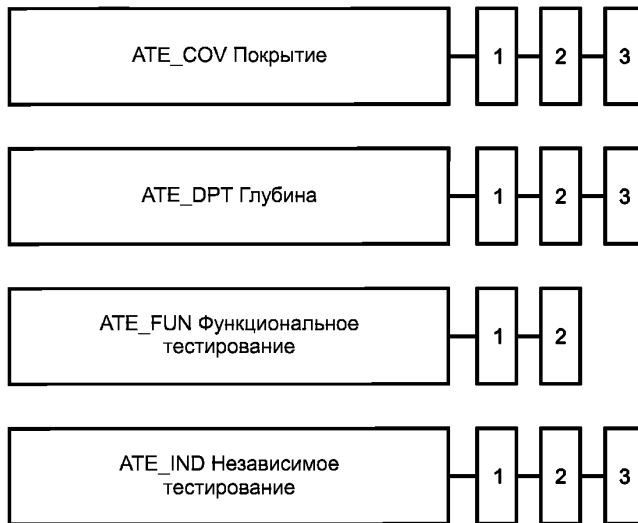 ATE_COV Покрытие 1 2 3
ATE_DPT Глубина 1 2 3
ATE_FUN Функциональное
тестирование 1 2
ATE_IND Независимое
тестирование 1 2 3